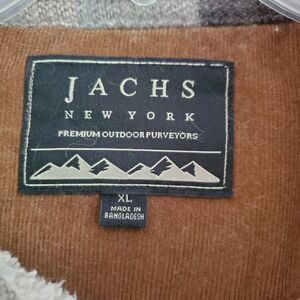 JACHS
NEW YORK
PREMIUM OUTDOOR PURVEYORS
XL
MADE IN
BANGLADESH